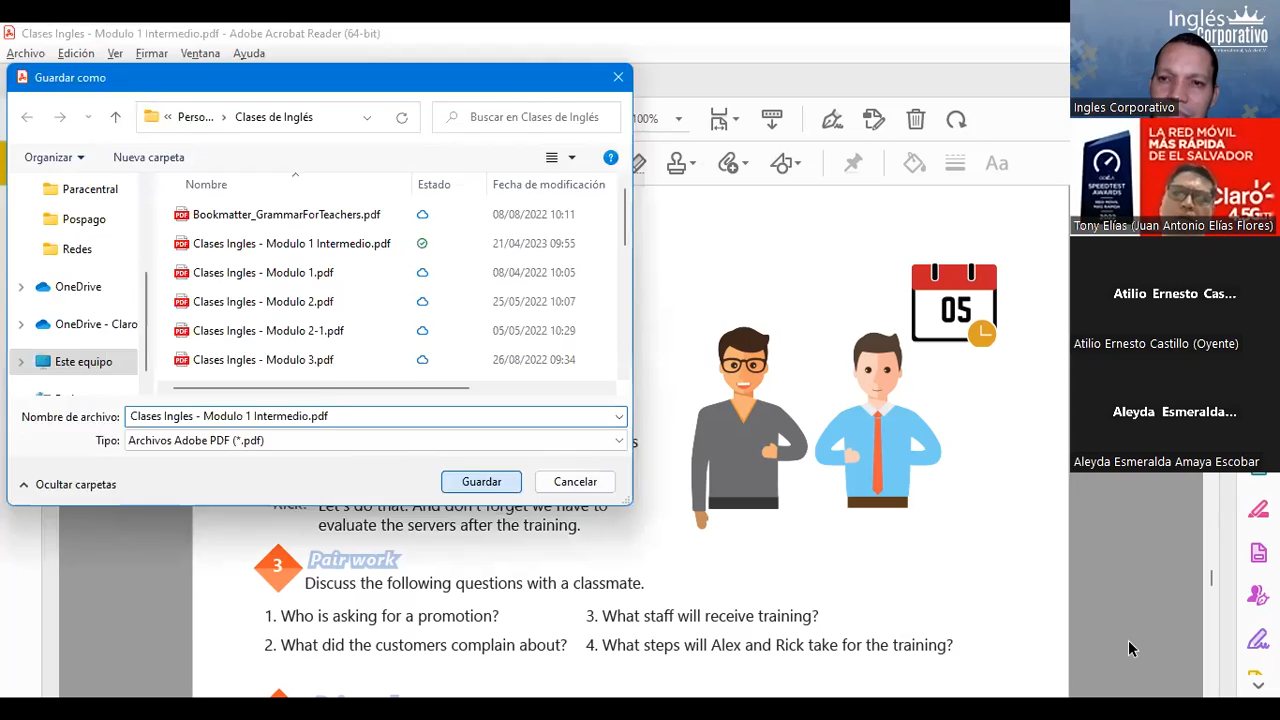 Clases Ingles - Modulo 1 Intermedio.pdf - Adobe Acrobat Reader (64-bit)
Archivo Edición Ver Firmar Ventana Ayuda
Guardar como
« Perso... > Clases de Inglés
Buscar en Clases de Inglés
100%
Organizar
Nueva carpeta
Aa
Paracentral
Pospago
Redes
OneDrive
OneDrive - Claro
Este equipo
Nombre Estado Fecha de modificación
Bookmatter_GrammarForTeachers.pdf 08/08/2022 10:11
Clases Ingles - Modulo 1 Intermedio.pdf 21/04/2023 09:55
Clases Ingles - Modulo 1.pdf 08/04/2022 10:05
Clases Ingles - Modulo 2.pdf 25/05/2022 10:07
Clases Ingles - Modulo 2-1.pdf 05/05/2022 10:29
Clases Ingles - Modulo 3.pdf 26/08/2022 09:34
Nombre de archivo: Clases Ingles - Modulo 1 Intermedio.pdf
Tipo: Archivos Adobe PDF (*.pdf)
Ocultar carpetas
Guardar
Cancelar
05
Rick: Let's do that. And don't forget we have to
evaluate the servers after the training.
3 Pair work
Discuss the following questions with a classmate.
1. Who is asking for a promotion?
2. What did the customers complain about?
3. What staff will receive training?
4. What steps will Alex and Rick take for the training?
Inglés
Corporativo
Ingles Corporativo
SPEEDTEST
AWARDS
LA RED MÓVIL
MÁS RÁPIDA
DE EL SALVADOR
Claro
4.5G
Tony Elías (Juan Antonio Elías Flores)
Atilio Ernesto Cas...
Atilio Ernesto Castillo (Oyente)
Aleyda Esmeralda...
Aleyda Esmeralda Amaya Escobar